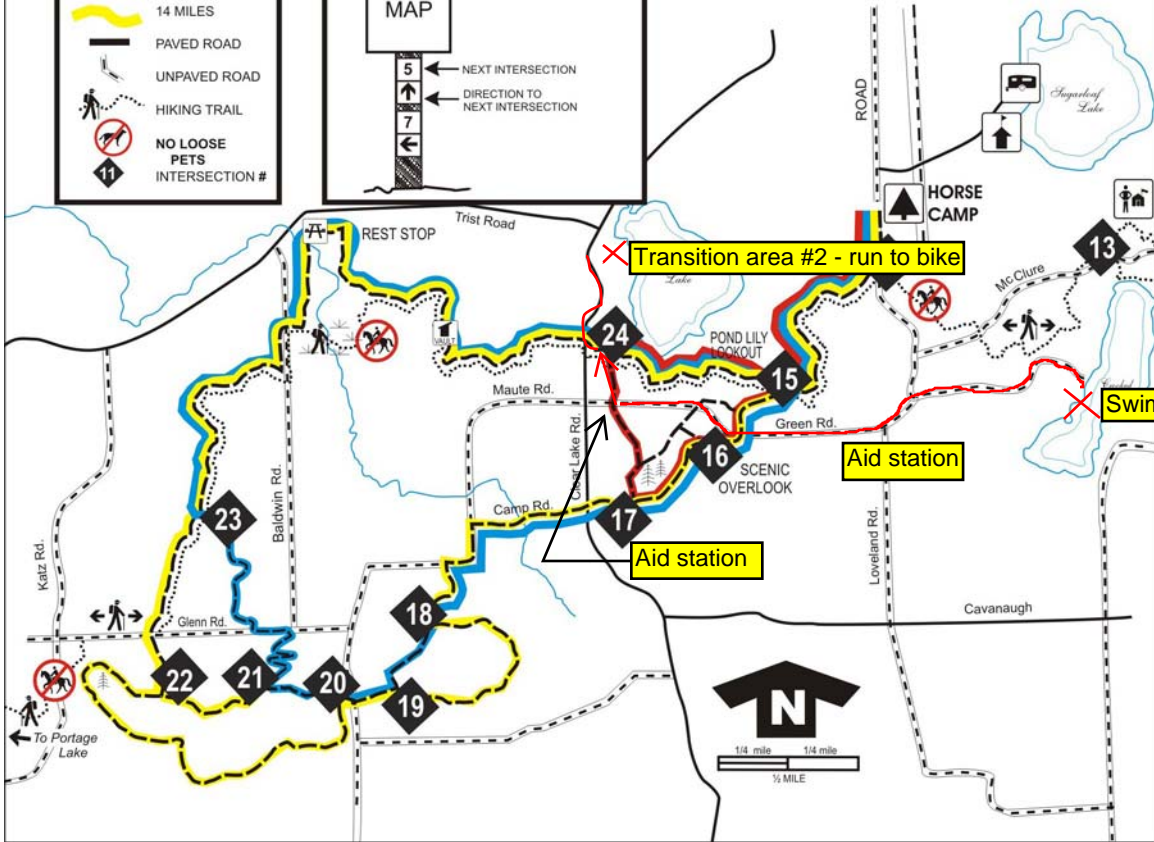 14 MILES
PAVED ROAD
UNPAVED ROAD
HIKING TRAIL
NO LOOSE
PETS
11
INTERSECTION #
MAP
5
NEXT INTERSECTION
DIRECTION TO
NEXT INTERSECTION
7
ROAD
Sugarloaf
Lake
HORSE
CAMP
13
Mc Clure
Trist Road
REST STOP
Transition area #2 - run to bike
Lake
24
VAULT
POND LILY
LOOKOUT
15
Maute Rd.
Clear Lake Rd.
Green Rd.
Swin
Aid station
16
SCENIC
OVERLOOK
Baldwin Rd.
23
Camp Rd.
17
Aid station
Katz Rd.
Loveland Rd.
18
Cavanaugh
Glenn Rd.
22
21
20
19
To Portage
Lake
N
1/4 mile
1/4 mile
½ MILE